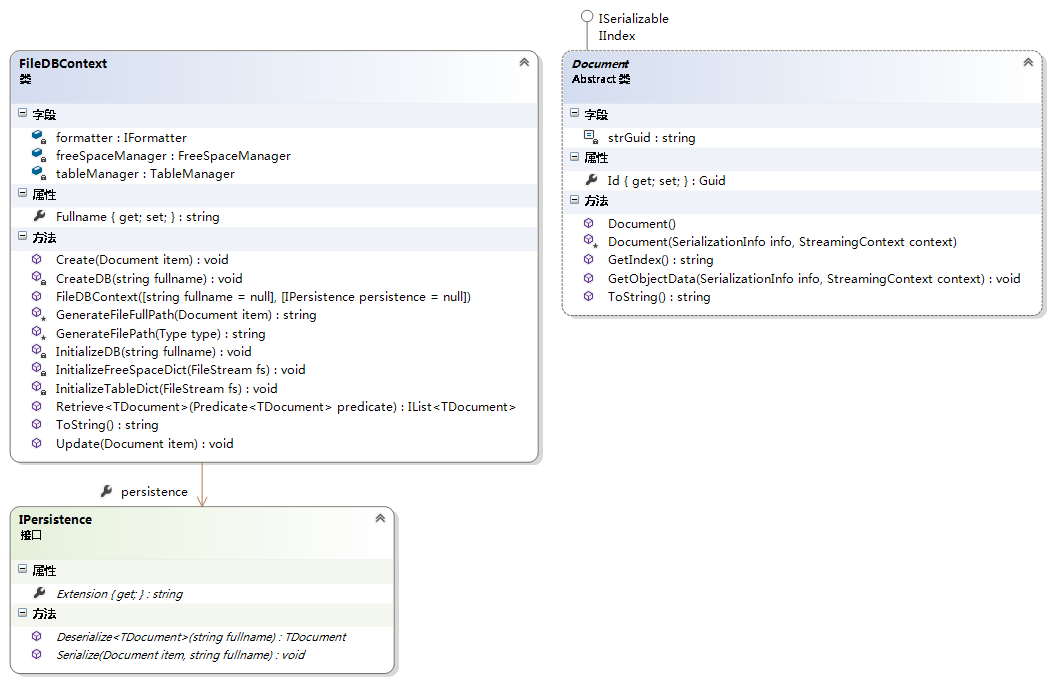 FileDBContext
类
字段
formatter : IFormatter
freeSpaceManager : FreeSpaceManager
tableManager : TableManager
属性
Fullname { get; set; } : string
方法
Create(Document item) : void
CreateDB(string fullname) : void
FileDBContext([string fullname = null], [IPersistence persistence = null])
GenerateFileFullPath(Document item) : string
GenerateFilePath(Type type) : string
InitializeDB(string fullname) : void
InitializeFreeSpaceDict(FileStream fs) : void
InitializeTableDict(FileStream fs) : void
Retrieve<TDocument>(Predicate<TDocument> predicate) : IList<TDocument>
ToString() : string
Update(Document item) : void
persistence
IPersistence
接口
属性
Extension { get; } : string
方法
Deserialize<TDocument>(string fullname) : TDocument
Serialize(Document item, string fullname) : void
ISerializable
IIndex
Document
Abstract 类
字段
strGuid : string
属性
Id { get; set; } : Guid
方法
Document()
Document(SerializationInfo info, StreamingContext context)
GetIndex() : string
GetObjectData(SerializationInfo info, StreamingContext context) : void
ToString() : string